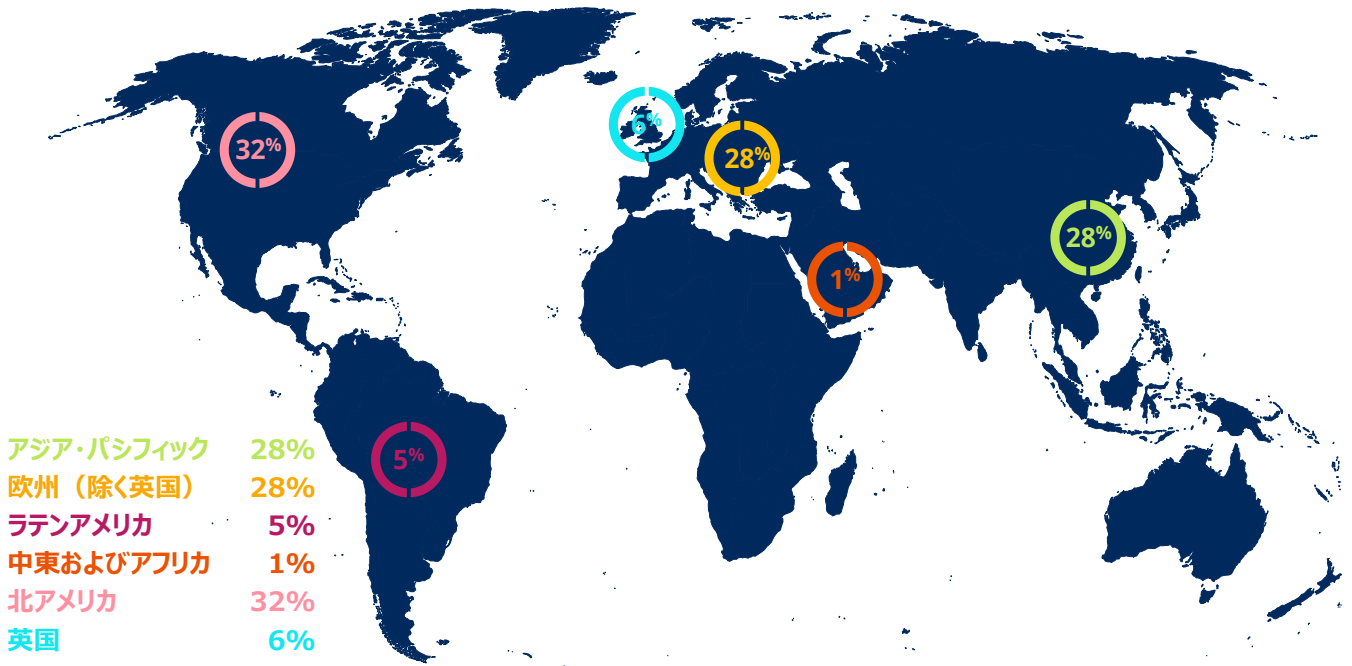 6%
32%
28%
28%
1%
5%
アジア・パシフィック 28%
欧州（除く英国） 28%
ラテンアメリカ 5%
中東およびアフリカ 1%
北アメリカ 32%
英国 6%